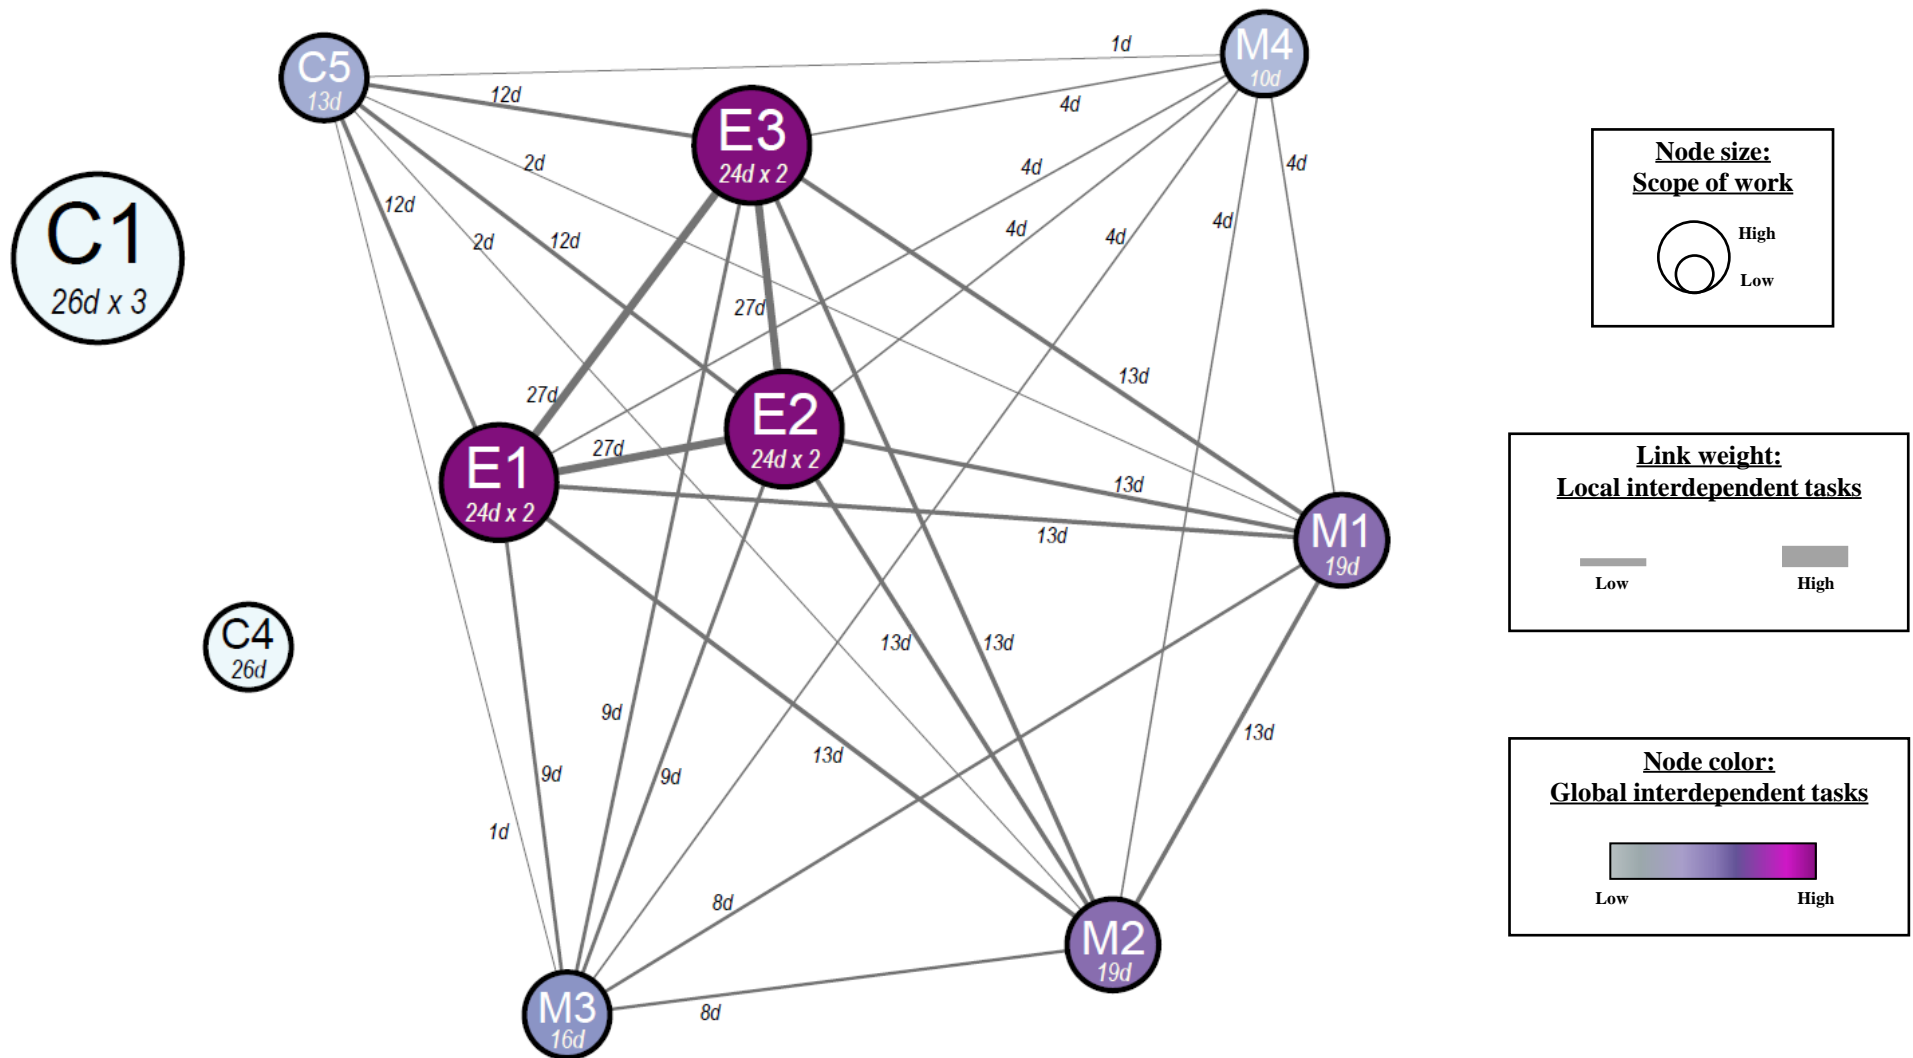 C5
13d
M4
10d
1d
12d
E3
24d x 2
4d
2d
4d
4d
12d
C1
26d x 3
2d
12d
4d
4d
4d
27d
27d
13d
E2
24d x 2
27d
E1
24d x 2
13d
13d
M1
19d
C4
26d
13d
13d
9d
13d
13d
9d
9d
1d
8d
M2
19d
8d
M3
16d
Node size:
Scope of work
High
Low
Link weight:
Local interdependent tasks
Low
High
Node color:
Global interdependent tasks
Low
High